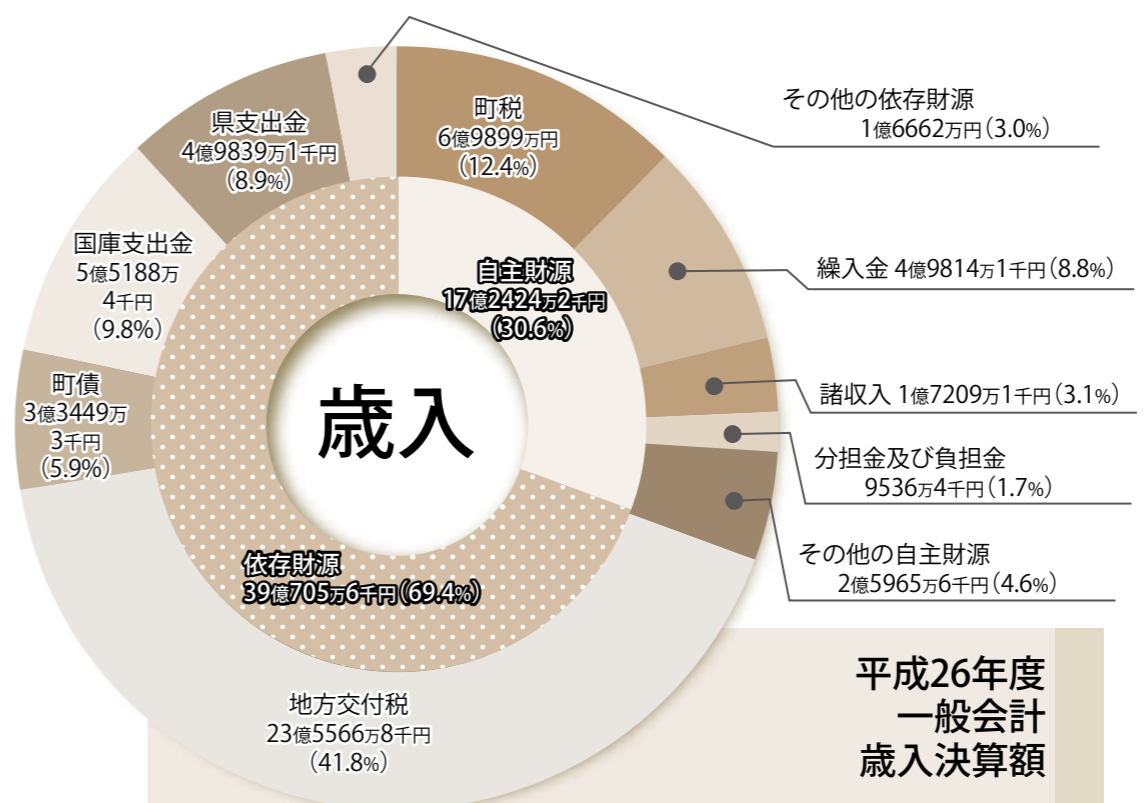 歳入
自主財源
17億2424万2千円
(30.6%)
依存財源
39億705万6千円(69.4%)
町税
6億9899万円
(12.4%)
繰入金 4億9814万1千円(8.8%)
諸収入 1億7209万1千円(3.1%)
分担金及び負担金
9536万4千円(1.7%)
その他の自主財源
2億5965万6千円(4.6%)
地方交付税
23億5566万8千円
(41.8%)
町債
3億3449万
3千円
(5.9%)
国庫支出金
5億5188万
4千円
(9.8%)
県支出金
4億9839万1千円
(8.9%)
その他の依存財源
1億6662万円(3.0%)
平成26年度
一般会計
歳入決算額